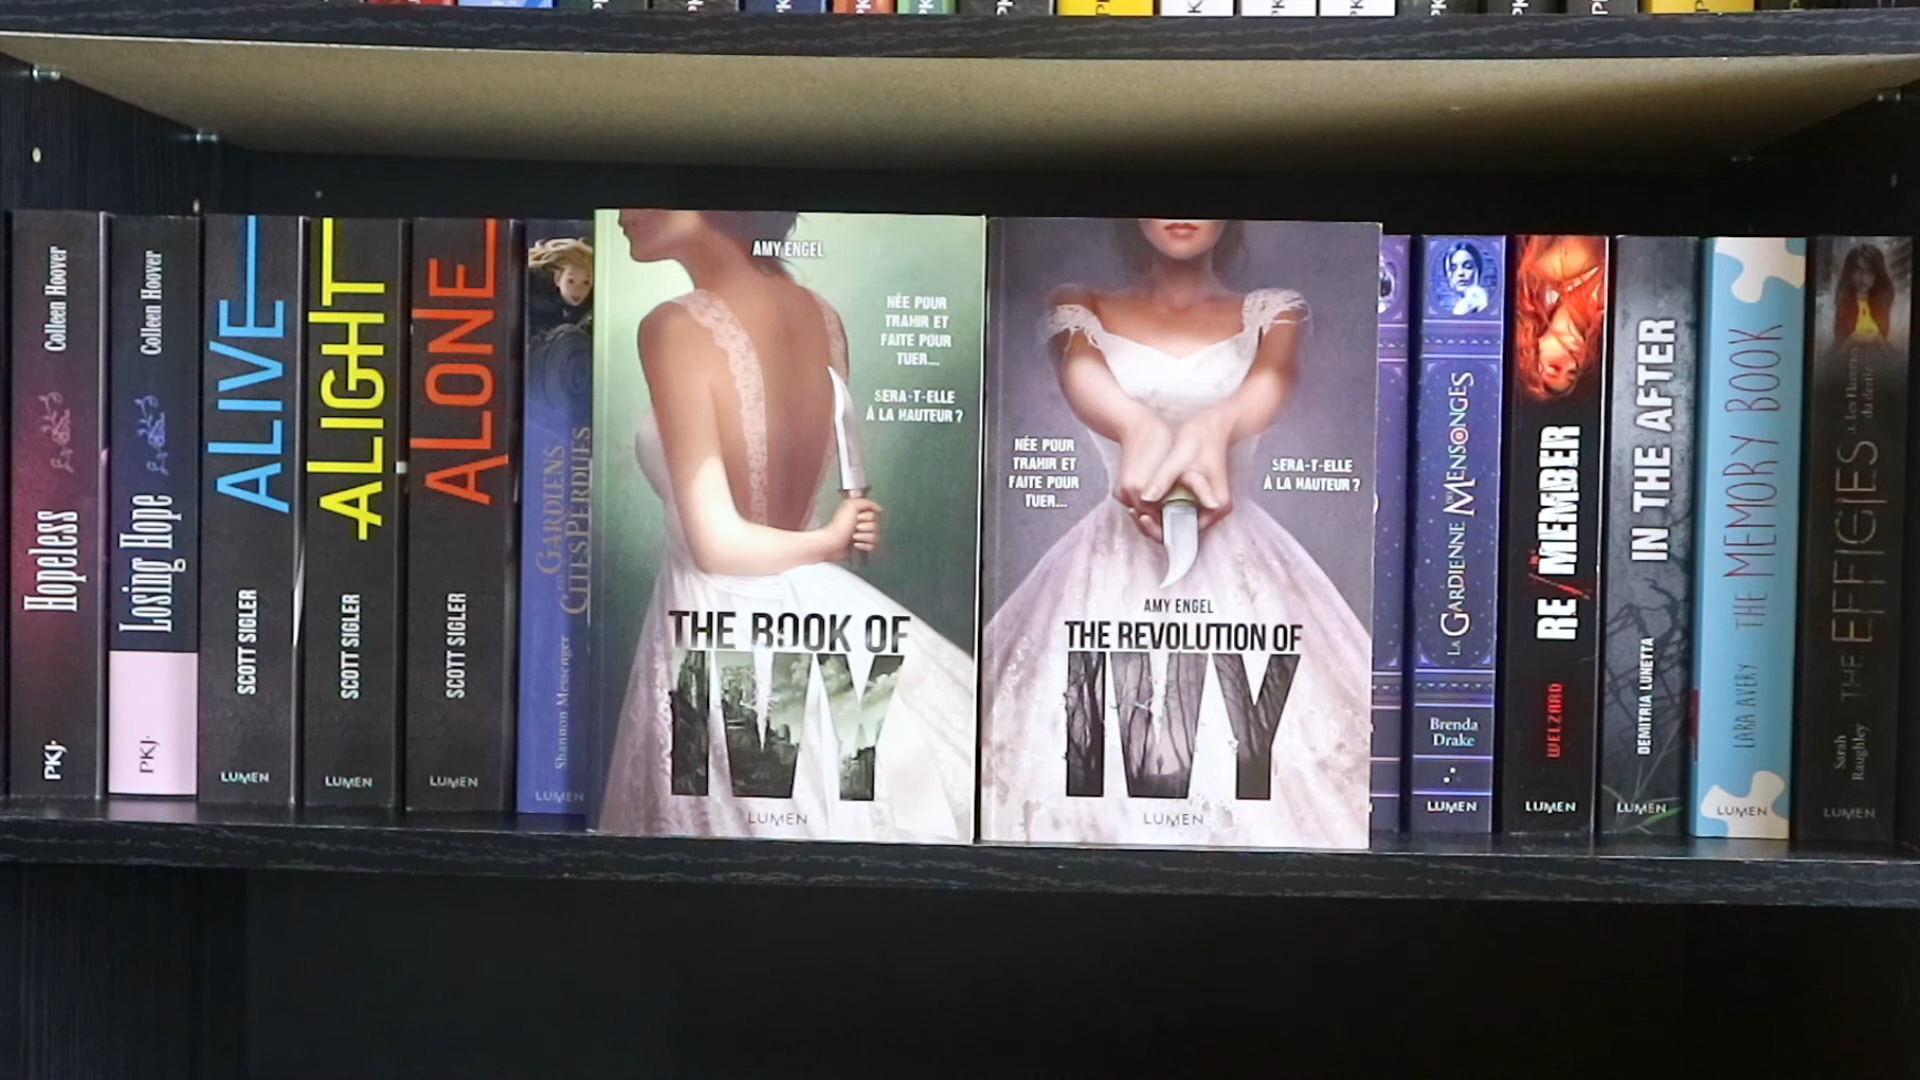 Colleen Hoover
Hopeless
PKJ.
Colleen Hoover
Losing Hope
PKJ.
ALIVE
SCOTT SIGLER
LUMEN
ALIGHT
SCOTT SIGLER
LUMEN
ALONE
SCOTT SIGLER
LUMEN
GARDIENS
CITÉS PERDUES
Shannon Messenger
LUMEN
AMY ENGEL
NÉE POUR
TRAHIR ET
FAITE POUR
TUER...
SERA-T-ELLE
À LA HAUTEUR ?
THE BOOK OF
IVY
LUMEN
NÉE POUR
TRAHIR ET
FAITE POUR
TUER...
SERA-T-ELLE
À LA HAUTEUR ?
AMY ENGEL
THE REVOLUTION OF
IVY
LUMEN
LA GARDIENNE DES MENSONGES
Brenda
Drake
LUMEN
RE/MEMBER
WELZARD
LUMEN
IN THE AFTER
DEMITRIA LUNETTA
LUMEN
THE MEMORY BOOK
LARA AVERY
LUMEN
THE EFFIGIES
Sarah
Raughley
LUMEN